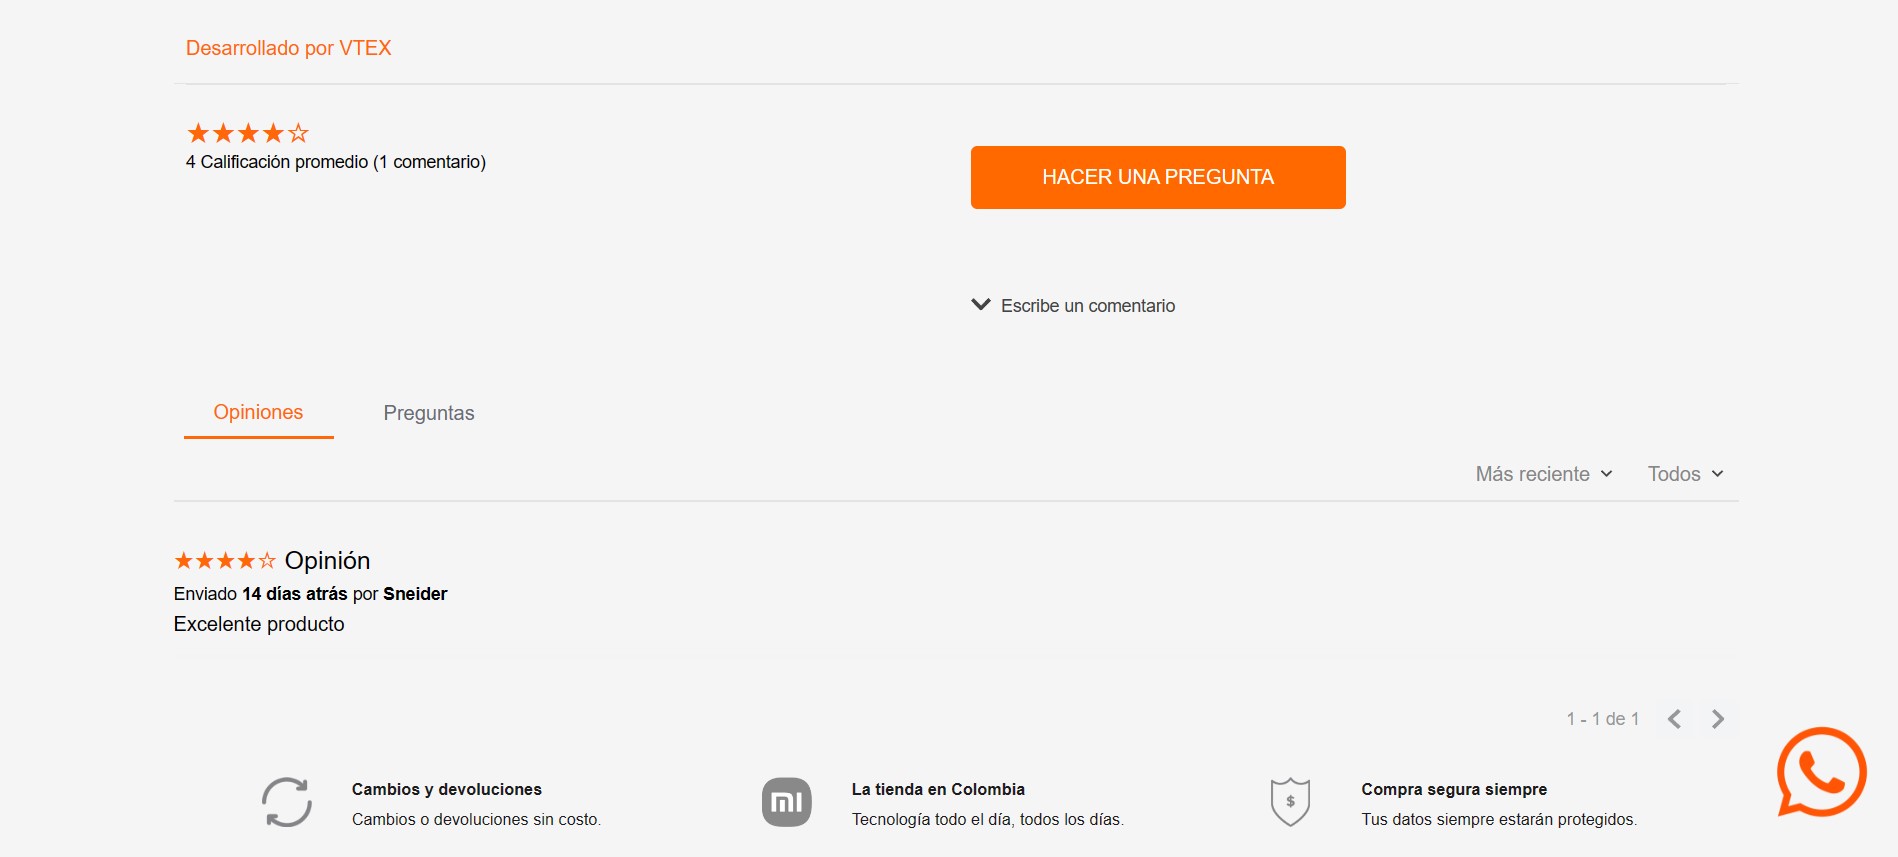 Desarrollado por VTEX
4 Calificación promedio (1 comentario)
HACER UNA PREGUNTA
Escribe un comentario
Opiniones Preguntas
Más reciente Todos
Opinión
Enviado 14 días atrás por Sneider
Excelente producto
1 - 1 de 1
Cambios y devoluciones
Cambios o devoluciones sin costo.
mi
La tienda en Colombia
Tecnología todo el día, todos los días.
$
Compra segura siempre
Tus datos siempre estarán protegidos.